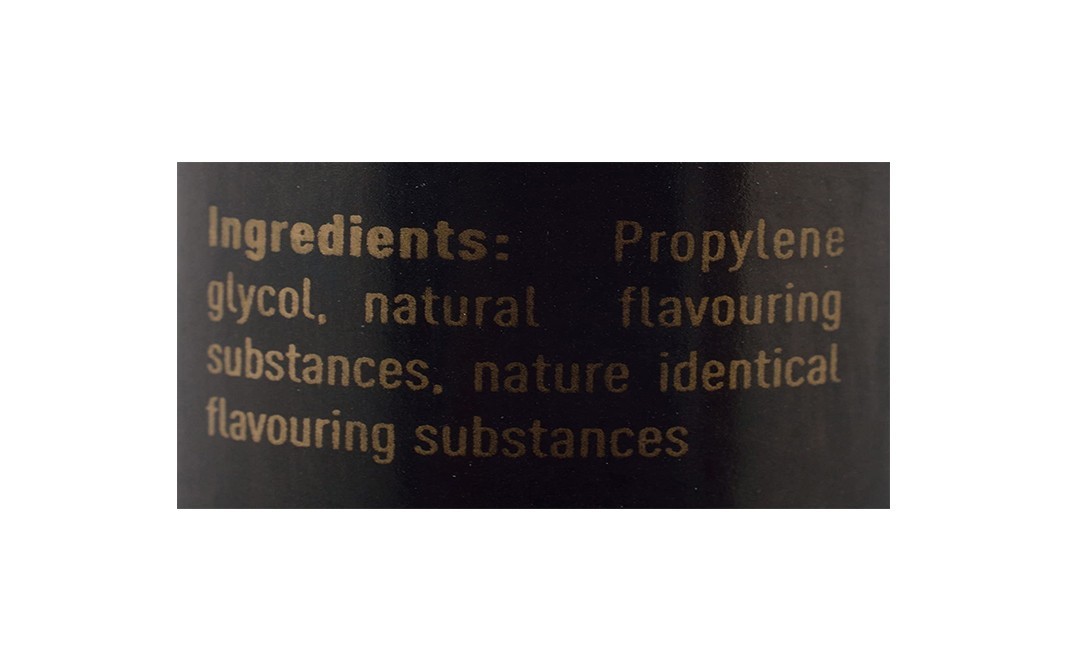 Ingredients: Propylene
glycol, natural flavouring
substances, nature identical
flavouring substances